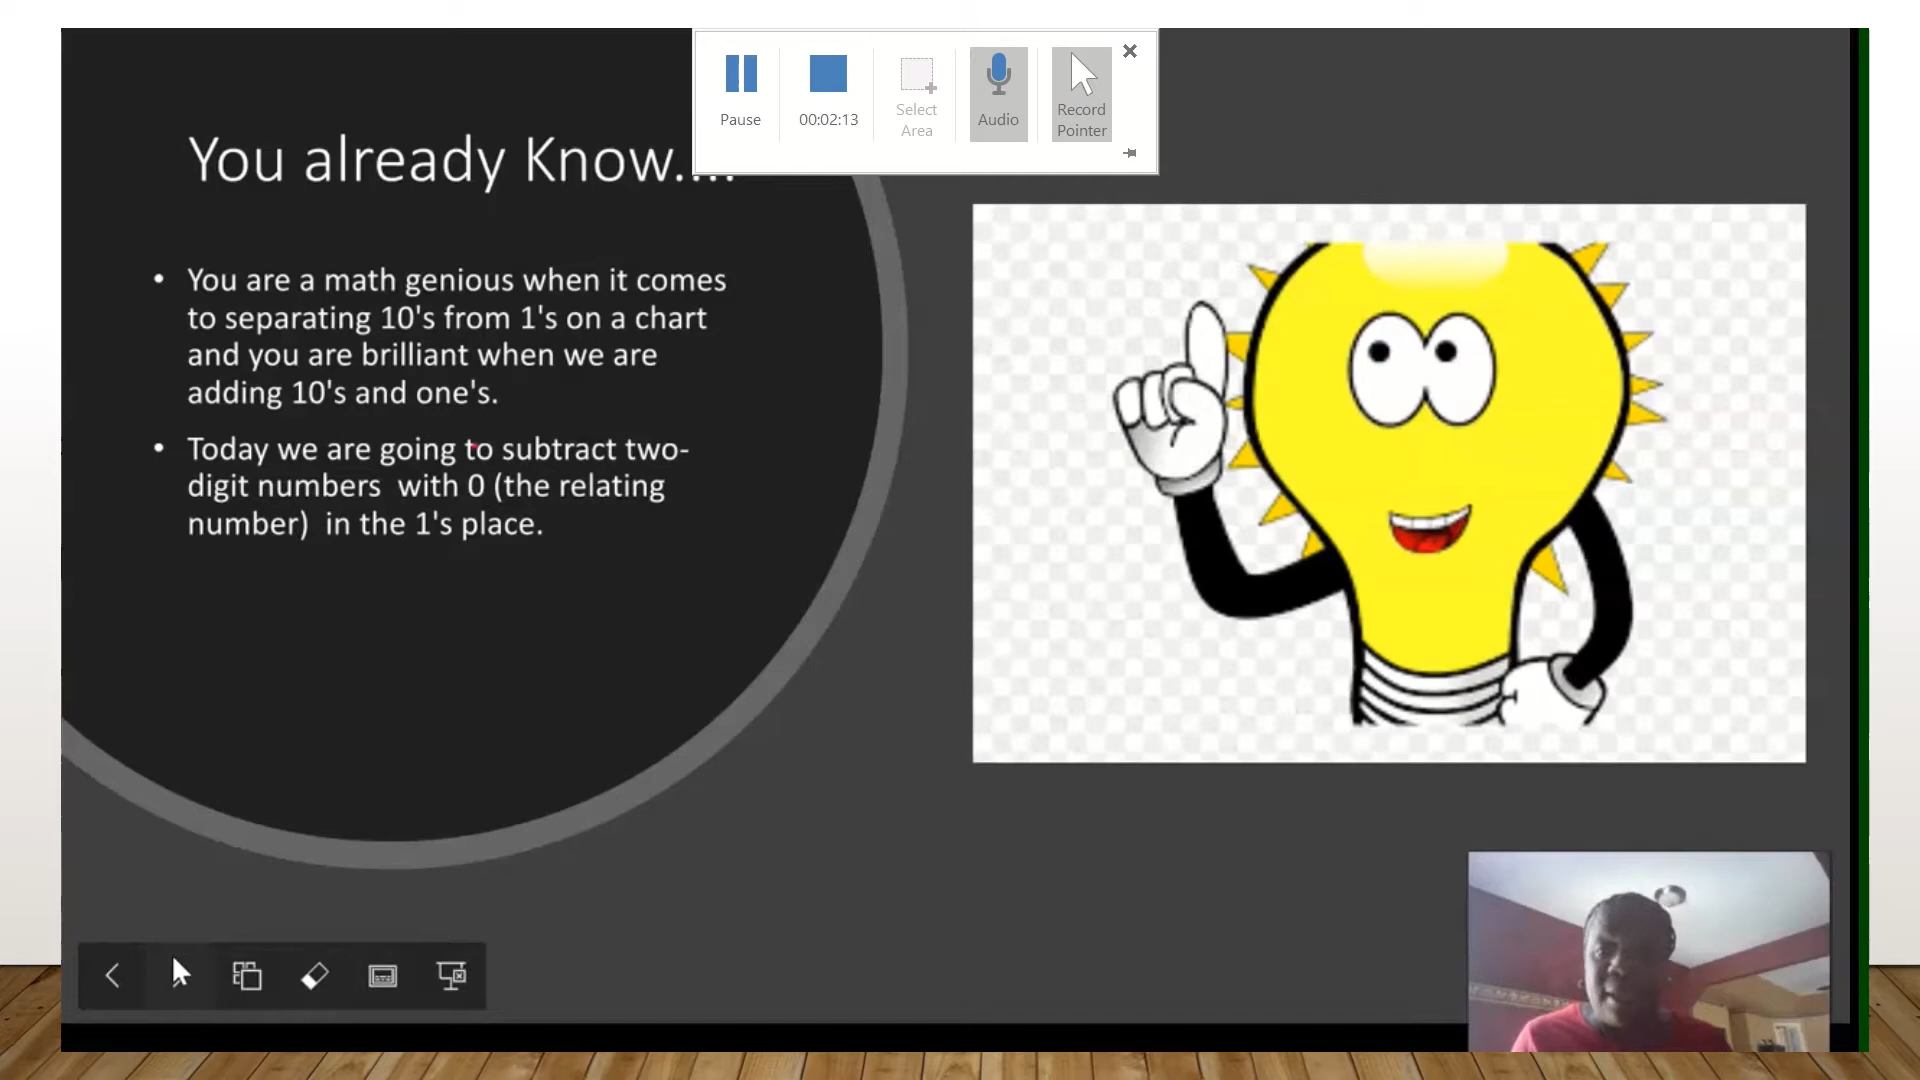 Pause
00:02:13
Select
Area
Audio
Record
Pointer
You already Know....
• You are a math genious when it comes
to separating 10's from 1's on a chart
and you are brilliant when we are
adding 10's and one's.
• Today we are going to subtract two-
digit numbers  with 0 (the relating
number)  in the 1's place.